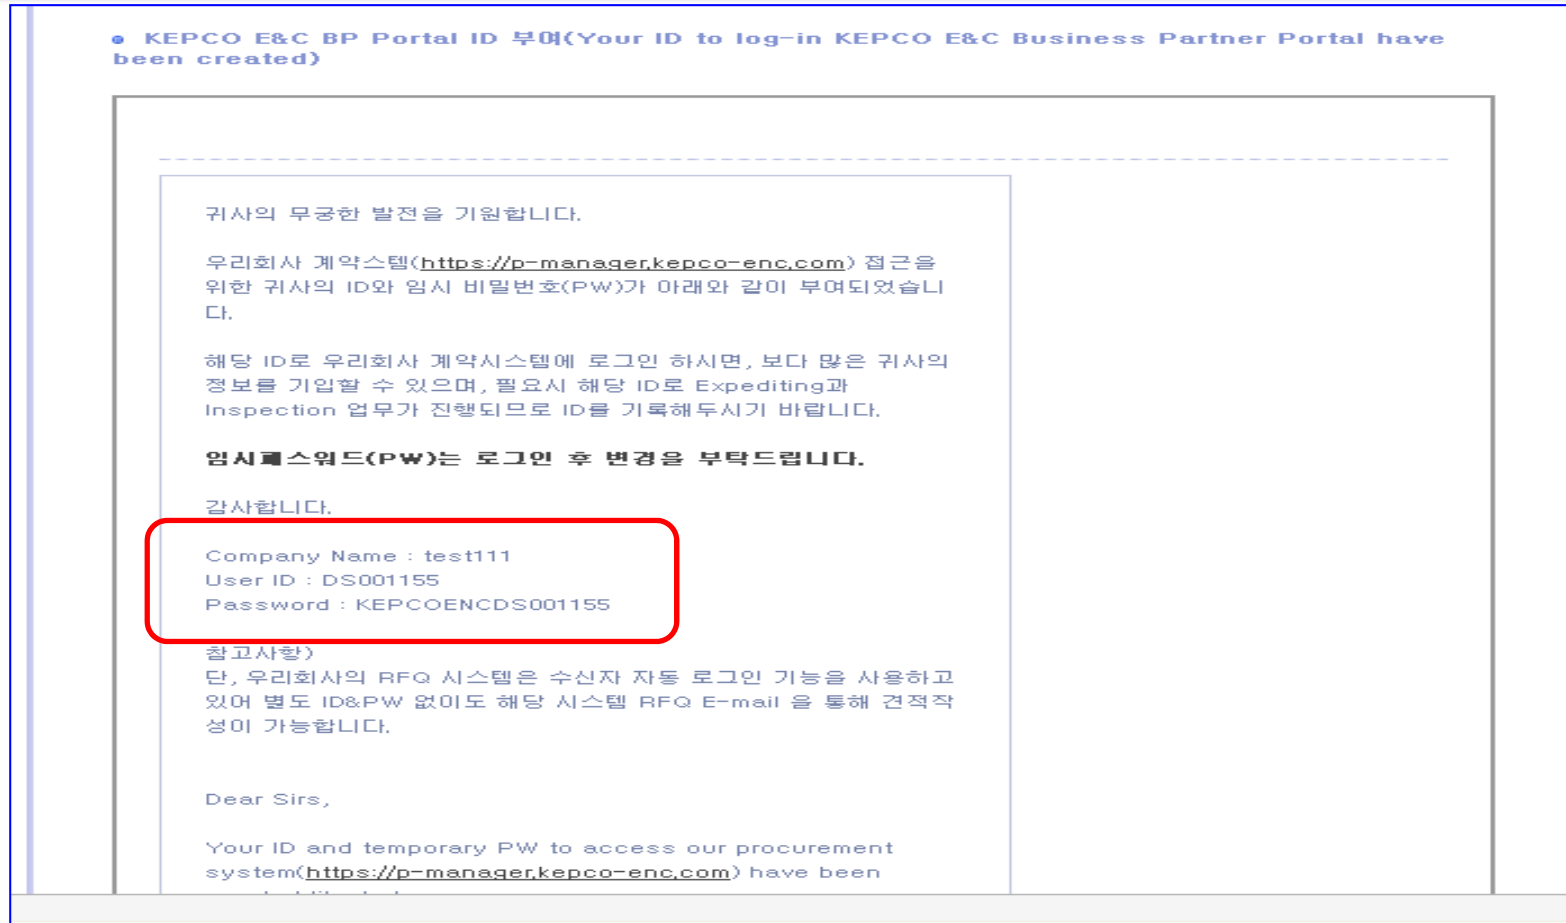 KEPCO E&C BP Portal ID 부여(Your ID to log-in KEPCO E&C Business Partner Portal have
been created)
귀사의 무궁한 발전을 기원합니다.
우리회사 계약스템(https://p-manager.kepco-enc.com) 접근을
위한 귀사의 ID와 임시 비밀번호(PW)가 아래와 같이 부여되었습니
다.
해당 ID로 우리회사 계약시스템에 로그인 하시면, 보다 많은 귀사의
정보를 기입할 수 있으며, 필요시 해당 ID로 Expediting과
Inspection 업무가 진행되므로 ID를 기록해두시기 바랍니다.
임시패스워드(PW)는 로그인 후 변경을 부탁드립니다.
감사합니다.
Company Name : test111
User ID : DS001155
Password : KEPCOENCDS001155
참고사항)
단, 우리회사의 RFQ 시스템은 수신자 자동 로그인 기능을 사용하고
있어 별도 ID&PW 없이도 해당 시스템 RFQ E-mail 을 통해 견적작
성이 가능합니다.
Dear Sirs,
Your ID and temporary PW to access our procurement
system(https://p-manager.kepco-enc.com) have been